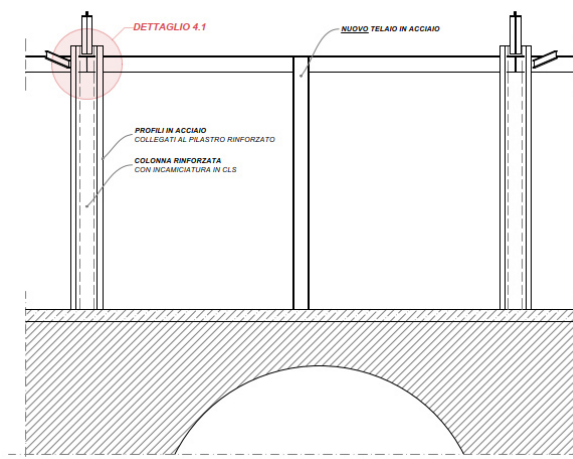 DETTAGLIO 4.1
NUOVO TELAIO IN ACCIAIO
PROFILI IN ACCIAIO
COLLEGATI AL PILASTRO RINFORZATO
COLONNA RINFORZATA
CON INCAMICIATURA IN CLS